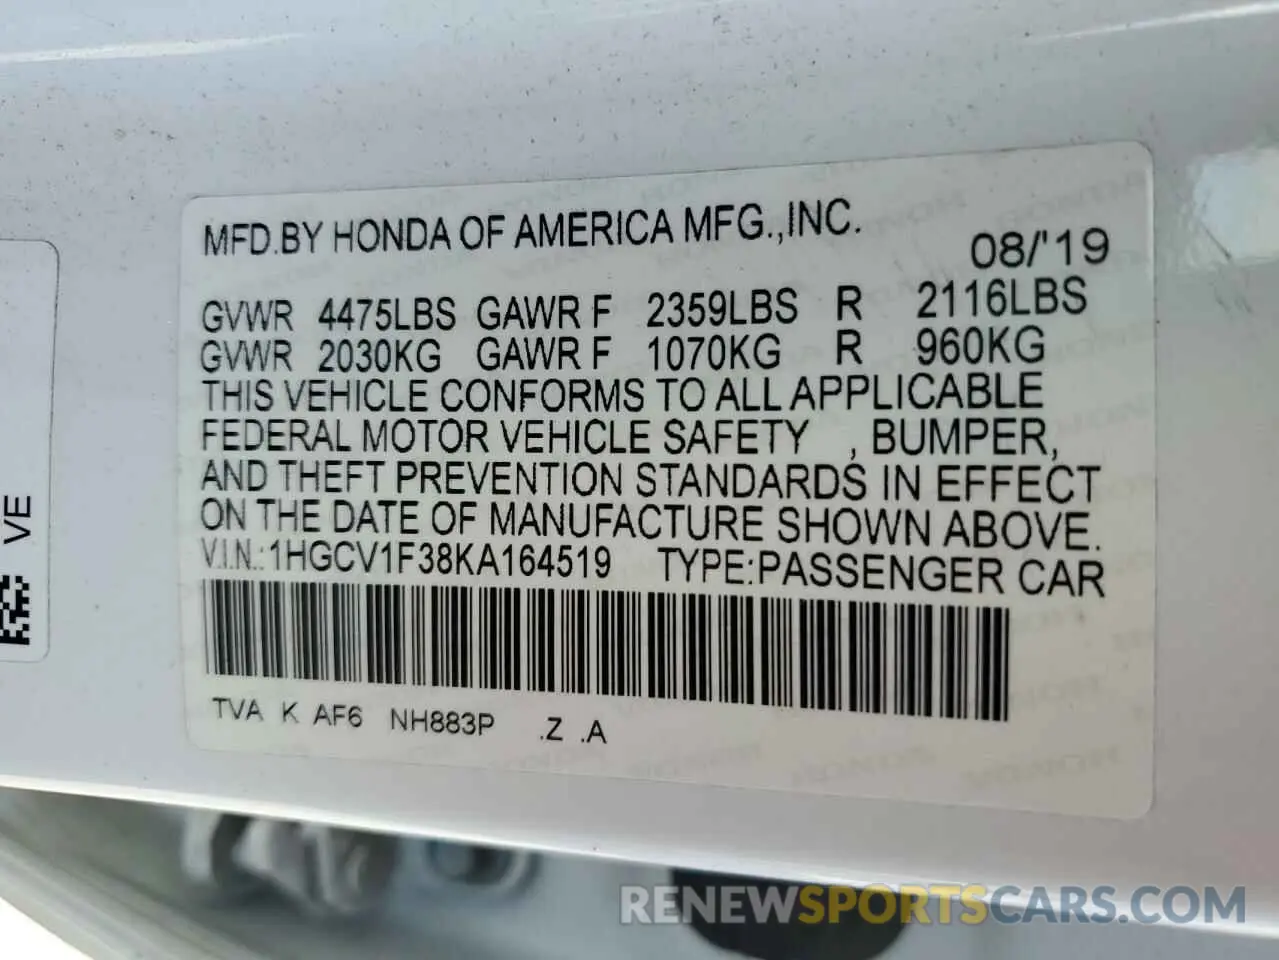 MFD.BY HONDA OF AMERICA MFG.,INC.
08/'19
GVWR 4475LBS GAWR F 2359LBS R 2116LBS
GVWR 2030KG GAWR F 1070KG R 960KG
THIS VEHICLE CONFORMS TO ALL APPLICABLE
FEDERAL MOTOR VEHICLE SAFETY , BUMPER,
AND THEFT PREVENTION STANDARDS IN EFFECT
ON THE DATE OF MANUFACTURE SHOWN ABOVE.
V.I.N.:1HGCV1F38KA164519 TYPE:PASSENGER CAR
TVA K AF6 NH883P .Z .A
VE
RENEWSPORTSCARS.COM